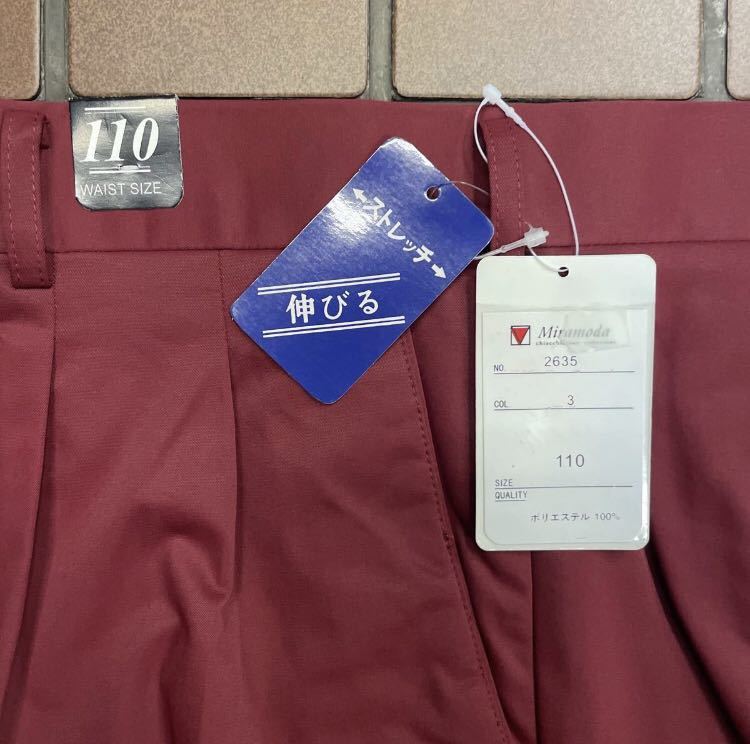 110
WAIST SIZE
ストレッチ
伸びる
Miramoda
NO. 2635
COL. 3
110
SIZE
QUALITY
ポリエステル 100%